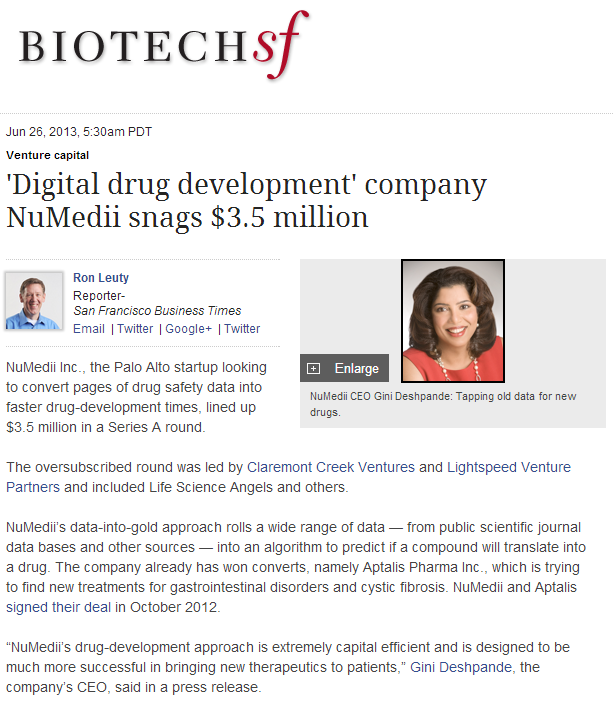 BIOTECHsf
Jun 26, 2013, 5:30am PDT
Venture capital
'Digital drug development' company
NuMedii snags $3.5 million
Ron Leuty
Reporter-
San Francisco Business Times
Email | Twitter | Google+ | Twitter
Enlarge
NuMedii CEO Gini Deshpande: Tapping old data for new
drugs.
NuMedii Inc., the Palo Alto startup looking
to convert pages of drug safety data into
faster drug-development times, lined up
$3.5 million in a Series A round.
The oversubscribed round was led by Claremont Creek Ventures and Lightspeed Venture
Partners and included Life Science Angels and others.
NuMedii’s data-into-gold approach rolls a wide range of data — from public scientific journal
data bases and other sources — into an algorithm to predict if a compound will translate into
a drug. The company already has won converts, namely Aptalis Pharma Inc., which is trying
to find new treatments for gastrointestinal disorders and cystic fibrosis. NuMedii and Aptalis
signed their deal in October 2012.
“NuMedii’s drug-development approach is extremely capital efficient and is designed to be
much more successful in bringing new therapeutics to patients,” Gini Deshpande, the
company’s CEO, said in a press release.